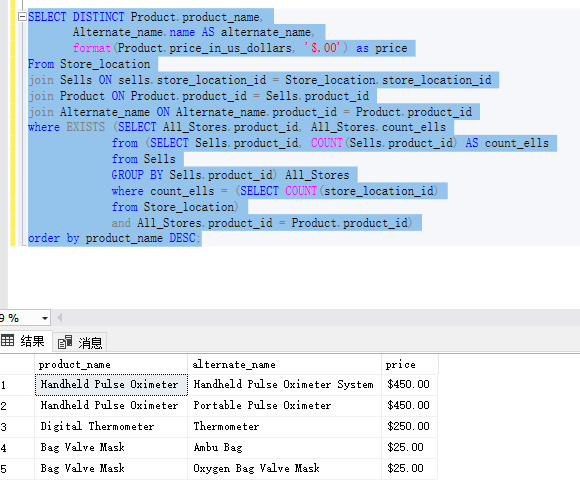 SELECT DISTINCT Product.product_name,
Alternate_name.name AS alternate_name,
format(Product.price_in_us_dollars, '$.00') as price
From Store_location
join Sells ON sells.store_location_id = Store_location.store_location_id
join Product ON Product.product_id = Sells.product_id
join Alternate_name ON Alternate_name.product_id = Product.product_id
where EXISTS (SELECT All_Stores.product_id, All_Stores.count_ells
from (SELECT Sells.product_id, COUNT(Sells.product_id) AS count_ells
from Sells
GROUP BY Sells.product_id) All_Stores
where count_ells = (SELECT COUNT(store_location_id)
from Store_location)
and All_Stores.product_id = Product.product_id)
order by product_name DESC;
9 %
结果 消息
product_name alternate_name price
1 Handheld Pulse Oximeter Handheld Pulse Oximeter System $450.00
2 Handheld Pulse Oximeter Portable Pulse Oximeter $450.00
3 Digital Thermometer Thermometer $250.00
4 Bag Valve Mask Ambu Bag $25.00
5 Bag Valve Mask Oxygen Bag Valve Mask $25.00